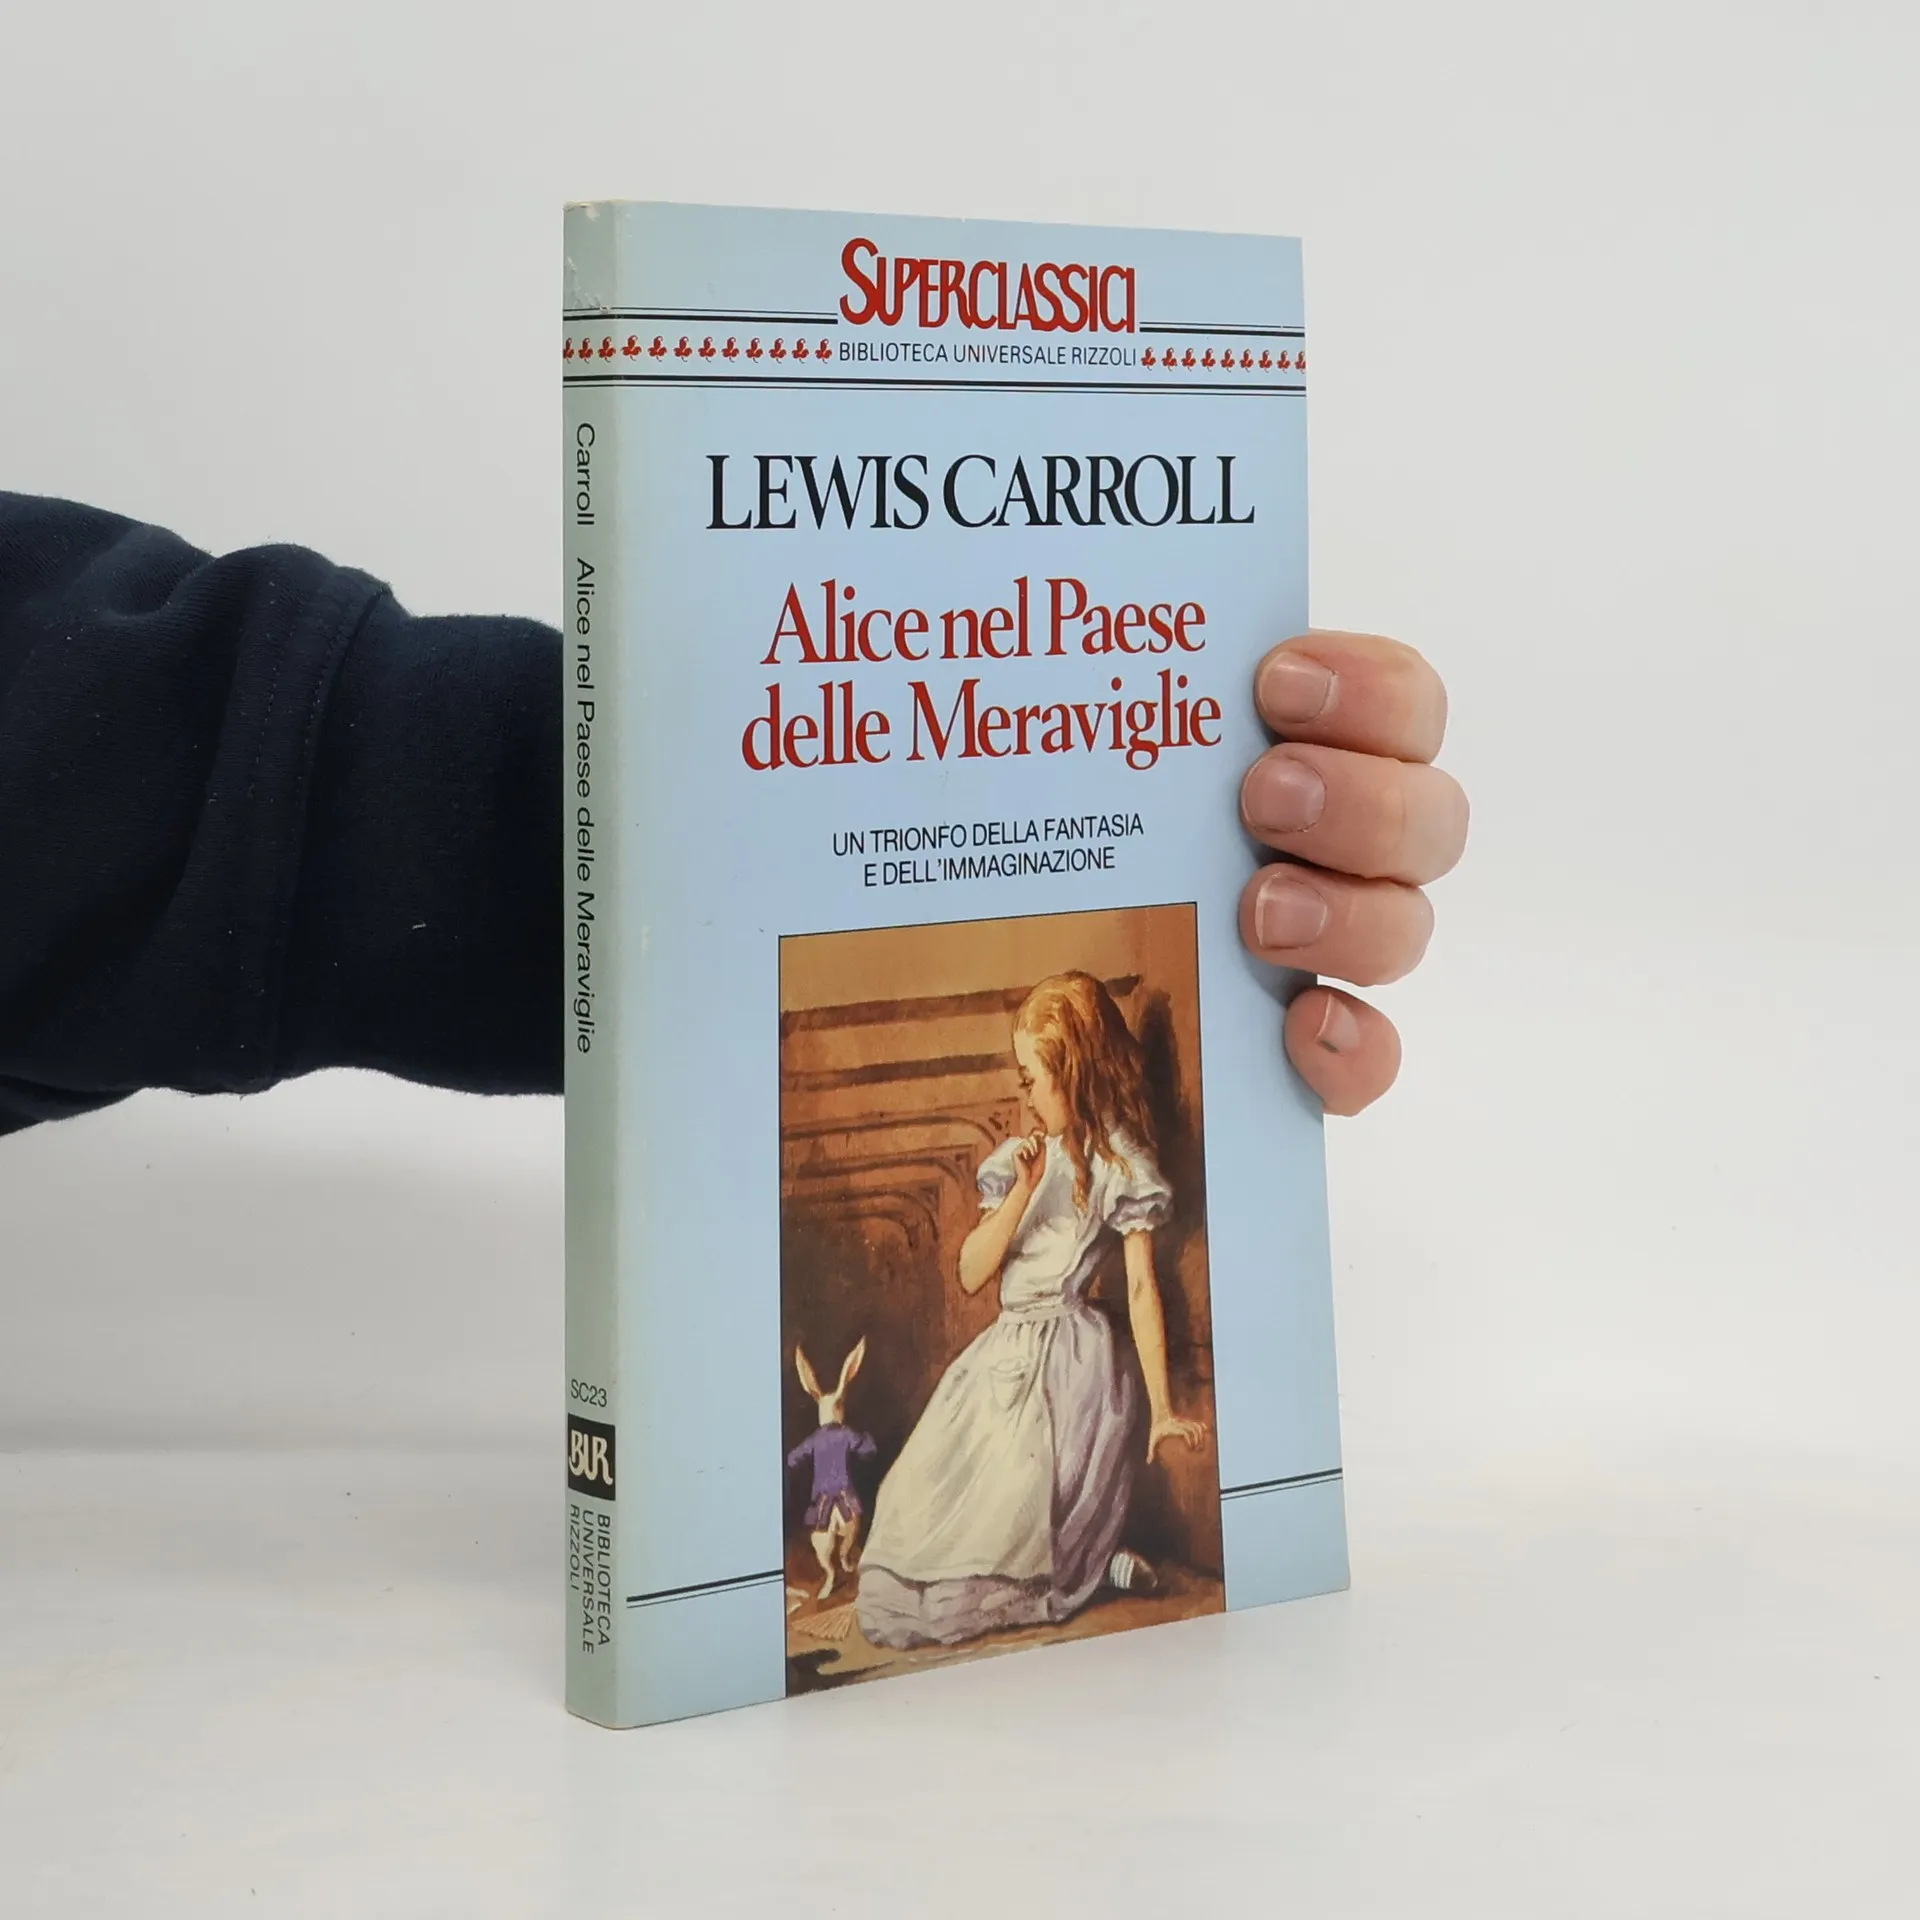 SUPERCLASSICI
BIBLIOTECA UNIVERSALE RIZZOLI
LEWIS CARROLL
Alice nel Paese
delle Meraviglie
UN TRIONFO DELLA FANTASIA
E DELL'IMMAGINAZIONE
Carroll Alice nel Paese delle Meraviglie
SC23
BUR
BIBLIOTECA
UNIVERSALE
RIZZOLI